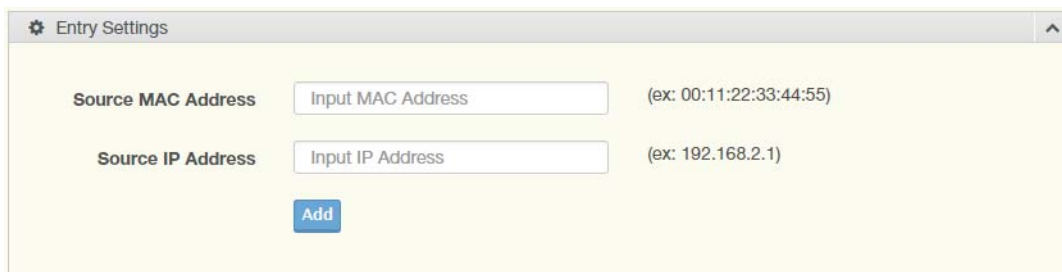 Entry Settings
Source MAC Address Input MAC Address (ex: 00:11:22:33:44:55)
Source IP Address Input IP Address (ex: 192.168.2.1)
Add